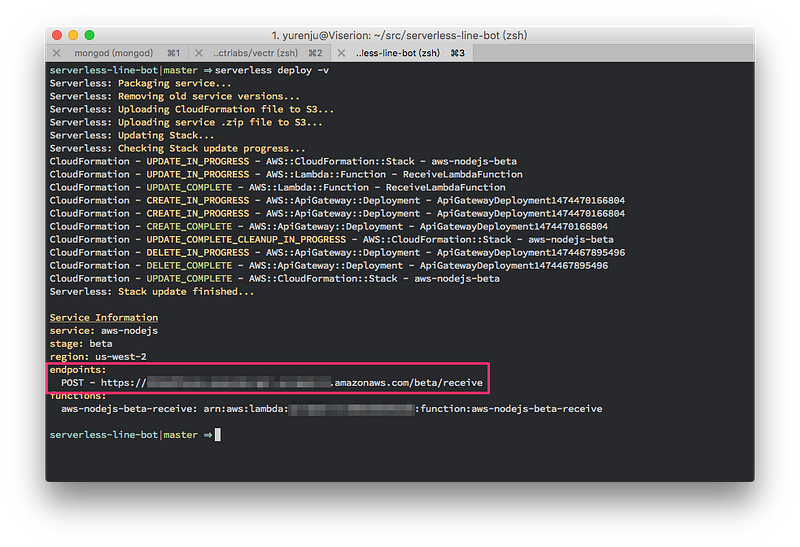 1. yurenju@Viserion: ~/src/serverless-line-bot (zsh)
mongod (mongod) ⌘1 ..ctrlabs/vectr (zsh) ⌘2 ..less-line-bot (zsh) ⌘3
serverless-line-bot|master ⇒ serverless deploy -v
Serverless: Packaging service...
Serverless: Removing old service versions...
Serverless: Uploading CloudFormation file to S3...
Serverless: Uploading service .zip file to S3...
Serverless: Updating Stack...
Serverless: Checking Stack update progress...
CloudFormation - UPDATE_IN_PROGRESS - AWS::CloudFormation::Stack - aws-nodejs-beta
CloudFormation - UPDATE_IN_PROGRESS - AWS::Lambda::Function - ReceiveLambdaFunction
CloudFormation - UPDATE_COMPLETE - AWS::Lambda::Function - ReceiveLambdaFunction
CloudFormation - CREATE_IN_PROGRESS - AWS::ApiGateway::Deployment - ApiGatewayDeployment1474470166804
CloudFormation - CREATE_IN_PROGRESS - AWS::ApiGateway::Deployment - ApiGatewayDeployment1474470166804
CloudFormation - CREATE_COMPLETE - AWS::ApiGateway::Deployment - ApiGatewayDeployment1474470166804
CloudFormation - UPDATE_COMPLETE_CLEANUP_IN_PROGRESS - AWS::CloudFormation::Stack - aws-nodejs-beta
CloudFormation - DELETE_IN_PROGRESS - AWS::ApiGateway::Deployment - ApiGatewayDeployment1474467895496
CloudFormation - DELETE_COMPLETE - AWS::ApiGateway::Deployment - ApiGatewayDeployment1474467895496
CloudFormation - UPDATE_COMPLETE - AWS::CloudFormation::Stack - aws-nodejs-beta
Serverless: Stack update finished...
Service Information
service: aws-nodejs
stage: beta
region: us-west-2
endpoints:
POST - https:// .amazonaws.com/beta/receive
functions:
aws-nodejs-beta-receive: arn:aws:lambda: :function:aws-nodejs-beta-receive
serverless-line-bot|master ⇒